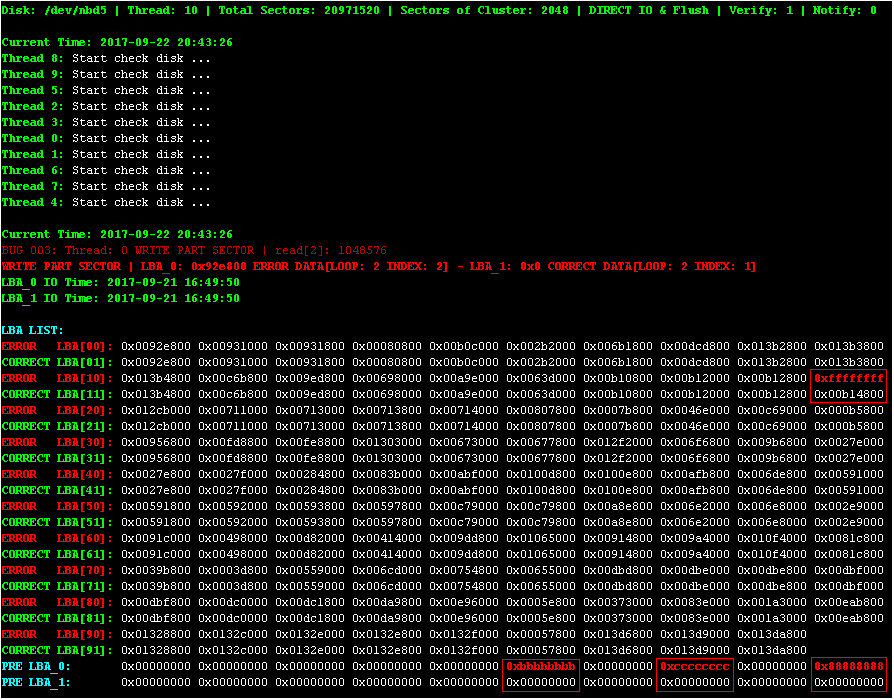 Disk: /dev/nbd5 | Thread: 10 | Total Sectors: 20971520 | Sectors of Cluster: 2048 | DIRECT IO & Flush | Verify: 1 | Notify: 0
Current Time: 2017-09-22 20:43:26
Thread 8: Start check disk ...
Thread 9: Start check disk ...
Thread 5: Start check disk ...
Thread 2: Start check disk ...
Thread 3: Start check disk ...
Thread 0: Start check disk ...
Thread 1: Start check disk ...
Thread 6: Start check disk ...
Thread 7: Start check disk ...
Thread 4: Start check disk ...
Current Time: 2017-09-22 20:43:26
BUG 003: Thread: 0 WRITE PART SECTOR | read[2]: 1048576
WRITE PART SECTOR | LBA_0: 0x92e800 ERROR DATA[LOOP: 2 INDEX: 2] - LBA_1: 0x0 CORRECT DATA[LOOP: 2 INDEX: 1]
LBA_0 IO Time: 2017-09-21 16:49:50
LBA_1 IO Time: 2017-09-21 16:49:50
LBA LIST:
ERROR LBA[00]: 0x0092e800 0x00931000 0x00931800 0x00080800 0x00b0c000 0x002b2000 0x006b1800 0x00dcd800 0x013b2800 0x013b3800
CORRECT LBA[01]: 0x0092e800 0x00931000 0x00931800 0x00080800 0x00b0c000 0x002b2000 0x006b1800 0x00dcd800 0x013b2800 0x013b3800
ERROR LBA[10]: 0x013b4800 0x00c6b800 0x009ed800 0x00698000 0x00a9e000 0x0063d000 0x00b10800 0x00b12000 0x00b12800 0xffffffff
CORRECT LBA[11]: 0x013b4800 0x00c6b800 0x009ed800 0x00698000 0x00a9e000 0x0063d000 0x00b10800 0x00b12000 0x00b12800 0x00b14800
ERROR LBA[20]: 0x012cb000 0x00711000 0x00713000 0x00713800 0x00714000 0x00807800 0x0007b800 0x0046e000 0x00c69000 0x000b5800
CORRECT LBA[21]: 0x012cb000 0x00711000 0x00713000 0x00713800 0x00714000 0x00807800 0x0007b800 0x0046e000 0x00c69000 0x000b5800
ERROR LBA[30]: 0x00956800 0x00fd8800 0x00fe8800 0x01303000 0x00673000 0x00677800 0x012f2000 0x006f6800 0x009b6800 0x0027e000
CORRECT LBA[31]: 0x00956800 0x00fd8800 0x00fe8800 0x01303000 0x00673000 0x00677800 0x012f2000 0x006f6800 0x009b6800 0x0027e000
ERROR LBA[40]: 0x0027e800 0x0027f000 0x00284800 0x0083b000 0x00abf000 0x0100d800 0x0100e800 0x00afb800 0x006de800 0x00591000
CORRECT LBA[41]: 0x0027e800 0x0027f000 0x00284800 0x0083b000 0x00abf000 0x0100d800 0x0100e800 0x00afb800 0x006de800 0x00591000
ERROR LBA[50]: 0x00591800 0x00592000 0x00593800 0x00597800 0x00c79000 0x00c79800 0x00a8e800 0x006e2000 0x006e8000 0x002e9000
CORRECT LBA[51]: 0x00591800 0x00592000 0x00593800 0x00597800 0x00c79000 0x00c79800 0x00a8e800 0x006e2000 0x006e8000 0x002e9000
ERROR LBA[60]: 0x0091c000 0x00498000 0x00d82000 0x00414000 0x009dd800 0x01065000 0x00914800 0x009a4000 0x010f4000 0x0081c800
CORRECT LBA[61]: 0x0091c000 0x00498000 0x00d82000 0x00414000 0x009dd800 0x01065000 0x00914800 0x009a4000 0x010f4000 0x0081c800
ERROR LBA[70]: 0x0039b800 0x0003d800 0x00559000 0x006cd000 0x00754800 0x00655000 0x00dbd800 0x00dbe000 0x00dbe800 0x00dbf000
CORRECT LBA[71]: 0x0039b800 0x0003d800 0x00559000 0x006cd000 0x00754800 0x00655000 0x00dbd800 0x00dbe000 0x00dbe800 0x00dbf000
ERROR LBA[80]: 0x00dbf800 0x00dc0000 0x00dc1800 0x00da9800 0x00e96000 0x0005e800 0x00373000 0x0083e000 0x001a3000 0x00eab800
CORRECT LBA[81]: 0x00dbf800 0x00dc0000 0x00dc1800 0x00da9800 0x00e96000 0x0005e800 0x00373000 0x0083e000 0x001a3000 0x00eab800
ERROR LBA[90]: 0x01328800 0x0132c000 0x0132e000 0x0132e800 0x0132f000 0x00057800 0x013d6800 0x013d9000 0x013da800
CORRECT LBA[91]: 0x01328800 0x0132c000 0x0132e000 0x0132e800 0x0132f000 0x00057800 0x013d6800 0x013d9000 0x013da800
PRE LBA_0: 0x00000000 0x00000000 0x00000000 0x00000000 0x00000000 0xbbbbbbbb 0x00000000 0xcccccccc 0x00000000 0x88888888
PRE LBA_1: 0x00000000 0x00000000 0x00000000 0x00000000 0x00000000 0x00000000 0x00000000 0x00000000 0x00000000 0x00000000